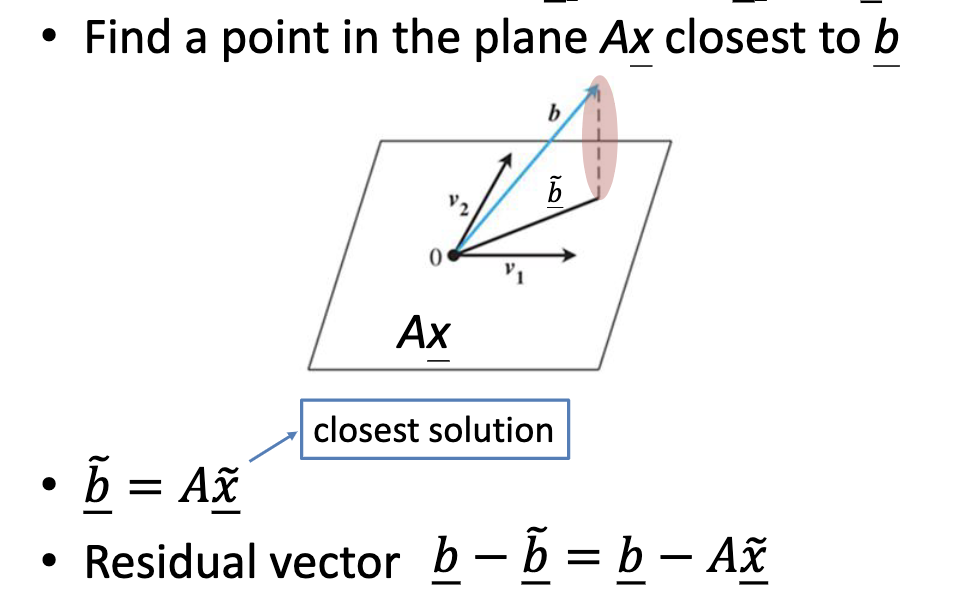 • Find a point in the plane Ax̲ closest to b̲
b
b̲̃
v₂
0
v₁
Ax̲
closest solution
• b̲̃ = Ax̲̃
• Residual vector b̲ − b̲̃ = b̲ − Ax̲̃